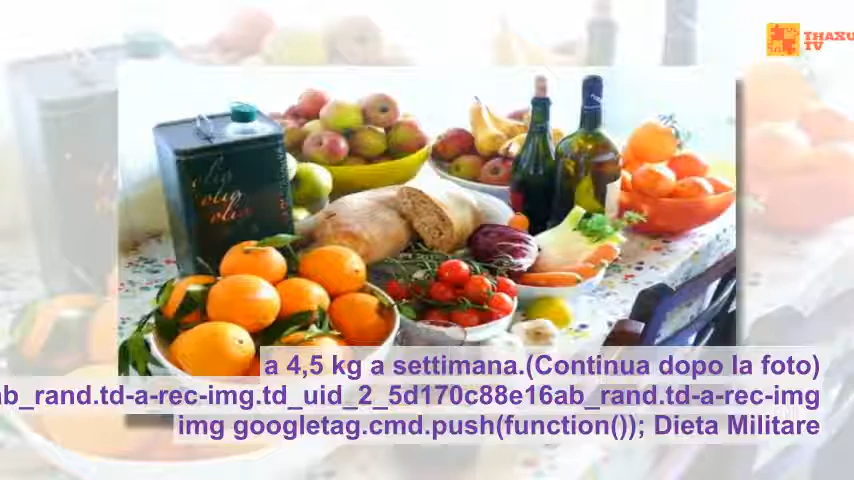 THAXU
TV
olio
olio
olio
a 4,5 kg a settimana.(Continua dopo la foto)
ab_rand.td-a-rec-img.td_uid_2_5d170c88e16ab_rand.td-a-rec-img
img googletag.cmd.push(function()); Dieta Militare